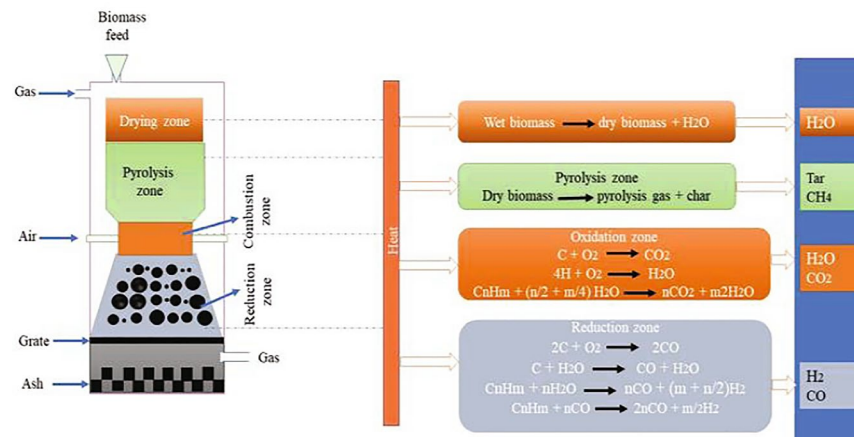 Biomass
feed
Gas
Drying zone
Pyrolysis
zone
Combustion
zone
Air
Reduction
zone
Grate
Gas
Ash
Heat
Wet biomass dry biomass + H2O
H2O
Pyrolysis zone
Dry biomass pyrolysis gas + char
Tar
CH4
Oxidation zone
C + O2 CO2
4H + O2 H2O
CnHm + (n/2 + m/4) H2O nCO2 + m2H2O
H2O
CO2
Reduction zone
2C + O2 2CO
C + H2O CO + H2O
CnHm + nH2O nCO + (m + n/2)H2
CnHm + nCO 2nCO + m/2H2
H2
CO